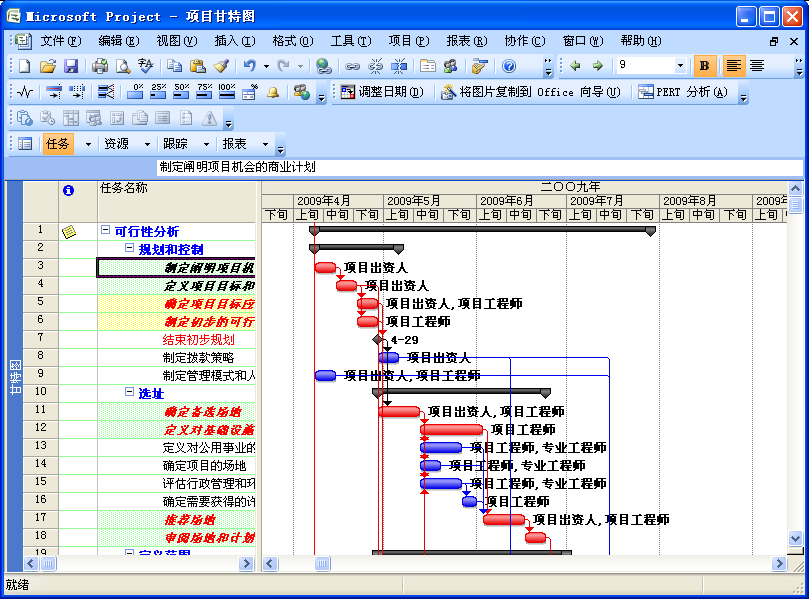 Microsoft Project - 项目甘特图
文件(F) 编辑(E) 视图(V) 插入(I) 格式(O) 工具(T) 项目(P) 报表(R) 协作(C) 窗口(W) 帮助(H)
9 B
0% 25% 50% 75% 100% 调整日期(D) 将图片复制到 Office 向导(U) PERT 分析(A)
任务 资源 跟踪 报表
制定阐明项目机会的商业计划
甘特图
任务名称
二〇〇九年
2009年4月 2009年5月 2009年6月 2009年7月 2009年8月 2009年
下旬 上旬 中旬 下旬 上旬 中旬 下旬 上旬 中旬 下旬 上旬 中旬 下旬 上旬 中旬 下旬 上旬
1 可行性分析
2 规划和控制
3 制定阐明项目机 项目出资人
4 定义项目目标和 项目出资人
5 确定项目目标应 项目出资人,项目工程师
6 制定初步的可行 项目工程师
7 结束初步规划 4-29
8 制定拨款策略 项目出资人
9 制定管理模式和人 项目出资人,项目工程师
10 选址
11 确定备选场地 项目出资人,项目工程师
12 定义对基础设施 项目工程师
13 定义对公用事业的 项目工程师,专业工程师
14 确定项目的场地 项目工程师,专业工程师
15 评估行政管理和环 项目工程师,专业工程师
16 确定需要获得的许 项目工程师
17 推荐场地 项目出资人,项目工程师
18 审阅场地和计划
19 定义范围
就绪